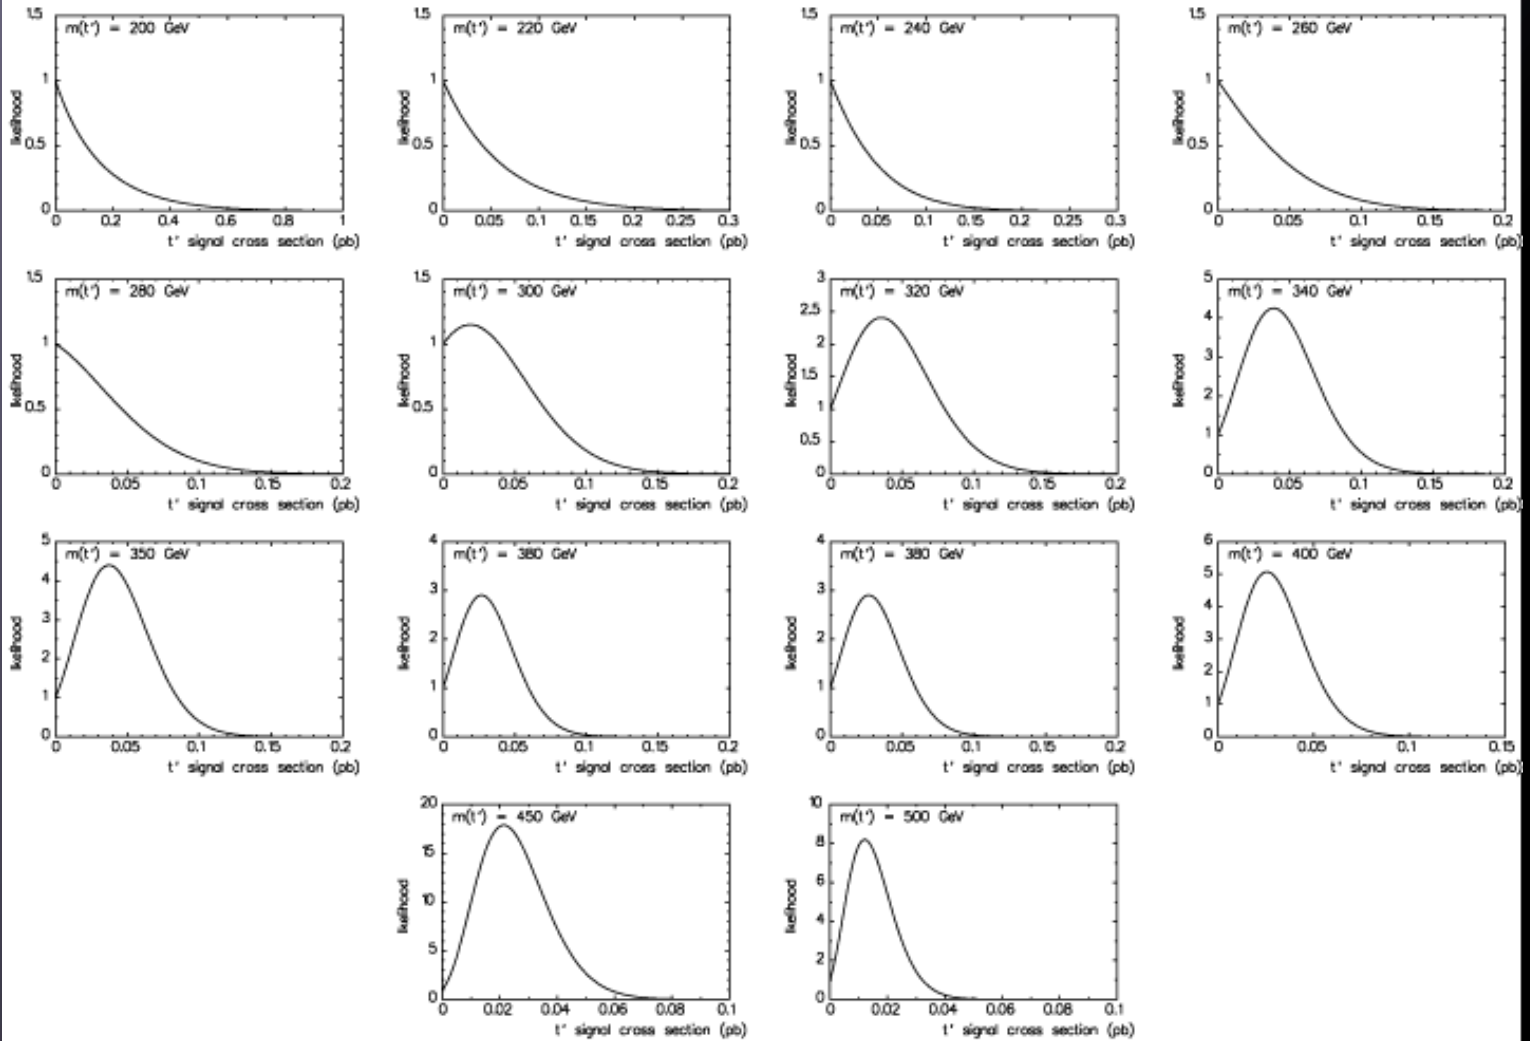 1.5
m(t') = 200 GeV
1
0.5
0
likelihood
0 0.2 0.4 0.6 0.8 1
t' signal cross section (pb)
1.5
m(t') = 220 GeV
1
0.5
0
likelihood
0 0.05 0.1 0.15 0.2 0.25 0.3
t' signal cross section (pb)
1.5
m(t') = 240 GeV
1
0.5
0
likelihood
0 0.05 0.1 0.15 0.2 0.25 0.3
t' signal cross section (pb)
1.5
m(t') = 260 GeV
1
0.5
0
likelihood
0 0.05 0.1 0.15 0.2
t' signal cross section (pb)
1.5
m(t') = 280 GeV
1
0.5
0
likelihood
0 0.05 0.1 0.15 0.2
t' signal cross section (pb)
1.5
m(t') = 300 GeV
1
0.5
0
likelihood
0 0.05 0.1 0.15 0.2
t' signal cross section (pb)
3
m(t') = 320 GeV
2.5
2
1.5
1
0.5
0
likelihood
0 0.05 0.1 0.15 0.2
t' signal cross section (pb)
5
m(t') = 340 GeV
4
3
2
1
0
likelihood
0 0.05 0.1 0.15 0.2
t' signal cross section (pb)
5
m(t') = 350 GeV
4
3
2
1
0
likelihood
0 0.05 0.1 0.15 0.2
t' signal cross section (pb)
4
m(t') = 380 GeV
3
2
1
0
likelihood
0 0.05 0.1 0.15 0.2
t' signal cross section (pb)
4
m(t') = 380 GeV
3
2
1
0
likelihood
0 0.05 0.1 0.15 0.2
t' signal cross section (pb)
6
m(t') = 400 GeV
5
4
3
2
1
0
likelihood
0 0.05 0.1 0.15
t' signal cross section (pb)
20
m(t') = 450 GeV
15
10
5
0
likelihood
0 0.02 0.04 0.06 0.08 0.1
t' signal cross section (pb)
10
m(t') = 500 GeV
8
6
4
2
0
likelihood
0 0.02 0.04 0.06 0.08 0.1
t' signal cross section (pb)